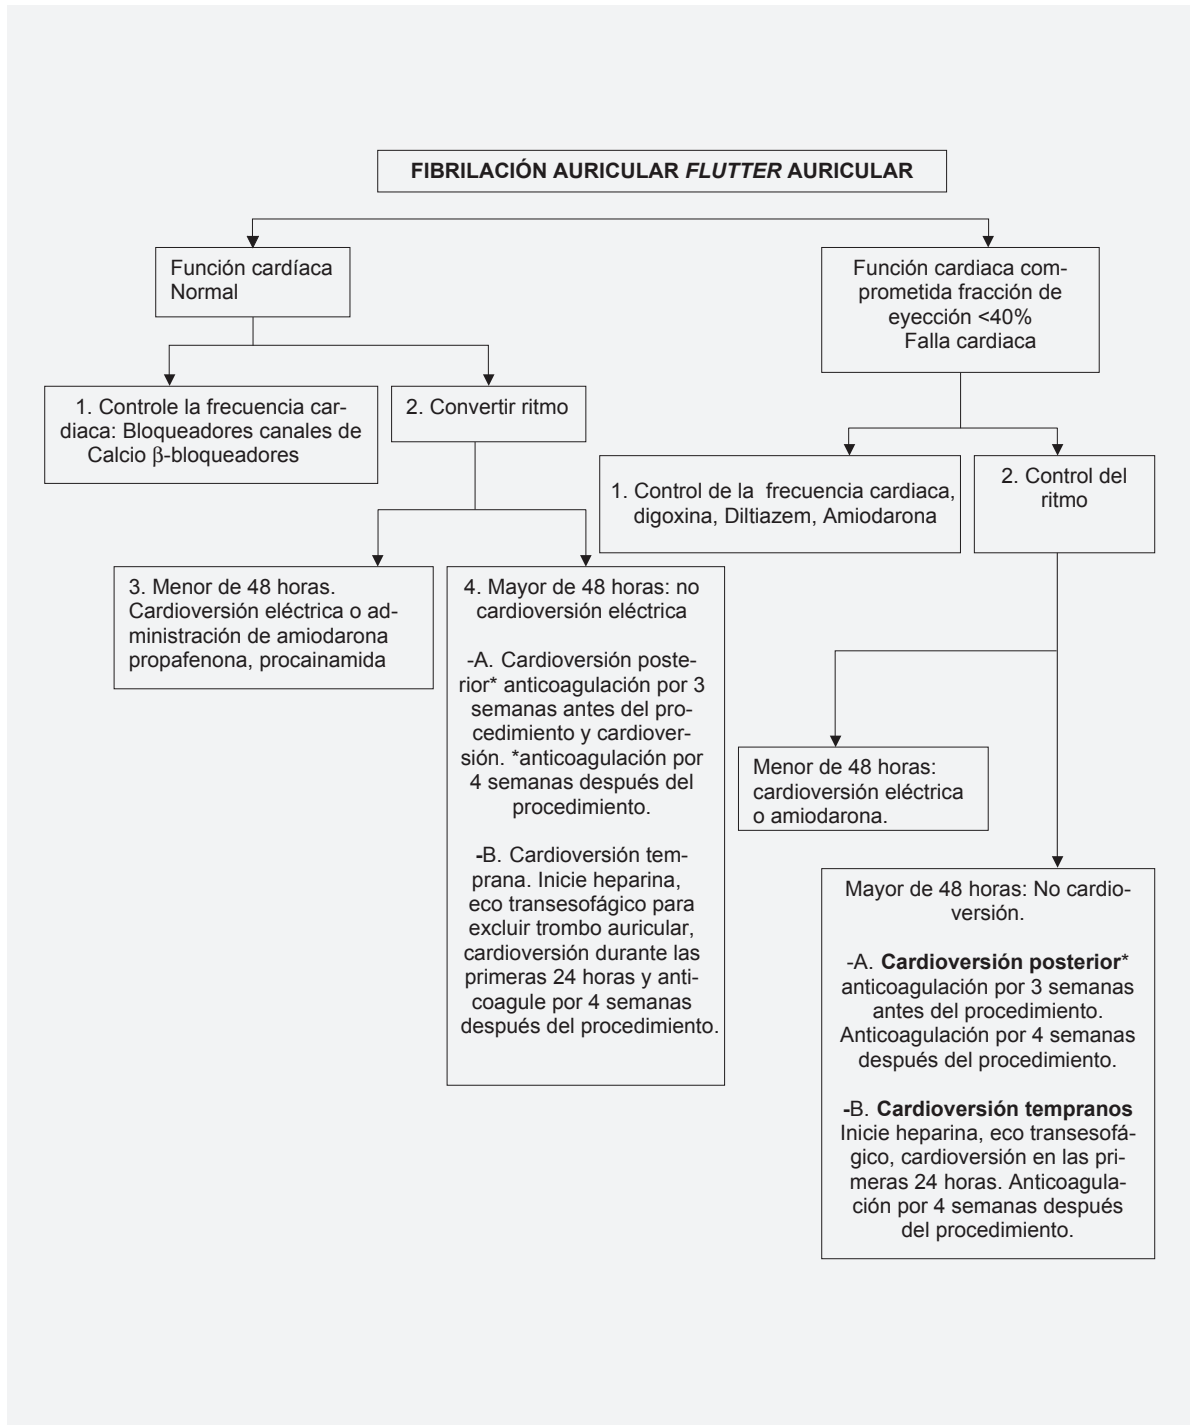 FIBRILACIÓN AURICULAR FLUTTER AURICULAR
Función cardíaca
Normal
Función cardiaca com-
prometida fracción de
eyección <40%
Falla cardiaca
1. Controle la frecuencia car-
diaca: Bloqueadores canales de
Calcio β-bloqueadores
2. Convertir ritmo
1. Control de la frecuencia cardiaca,
digoxina, Diltiazem, Amiodarona
2. Control del
ritmo
3. Menor de 48 horas.
Cardioversión eléctrica o ad-
ministración de amiodarona
propafenona, procainamida
4. Mayor de 48 horas: no
cardioversión eléctrica
-A. Cardioversión poste-
rior* anticoagulación por 3
semanas antes del pro-
cedimiento y cardiover-
sión. *anticoagulación por
4 semanas después del
procedimiento.
-B. Cardioversión tem-
prana. Inicie heparina,
eco transesofágico para
excluir trombo auricular,
cardioversión durante las
primeras 24 horas y anti-
coagule por 4 semanas
después del procedimiento.
Menor de 48 horas:
cardioversión eléctrica
o amiodarona.
Mayor de 48 horas: No cardio-
versión.
-A. Cardioversión posterior*
anticoagulación por 3 semanas
antes del procedimiento.
Anticoagulación por 4 semanas
después del procedimiento.
-B. Cardioversión tempranos
Inicie heparina, eco transesofá-
gico, cardioversión en las pri-
meras 24 horas. Anticoagula-
ción por 4 semanas después
del procedimiento.